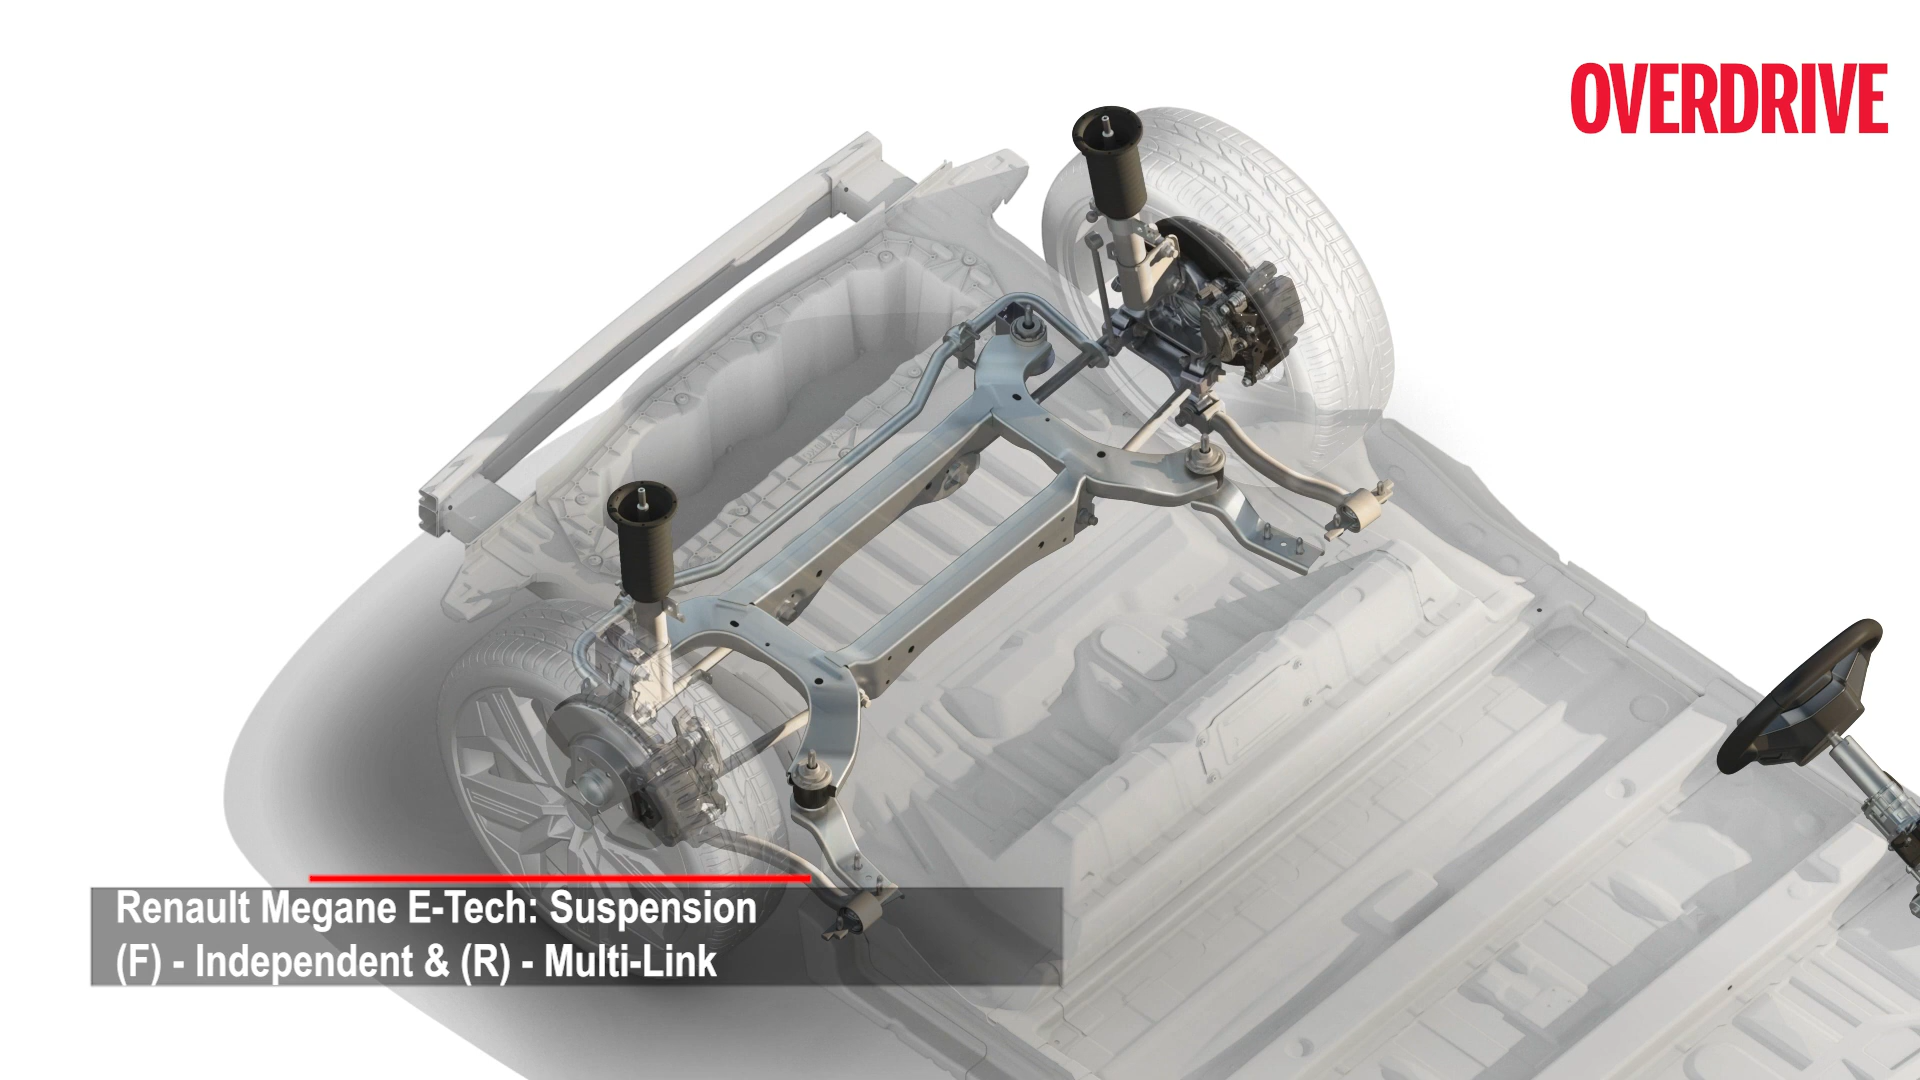 OVERDRIVE
Renault Megane E-Tech: Suspension
(F) - Independent & (R) - Multi-Link